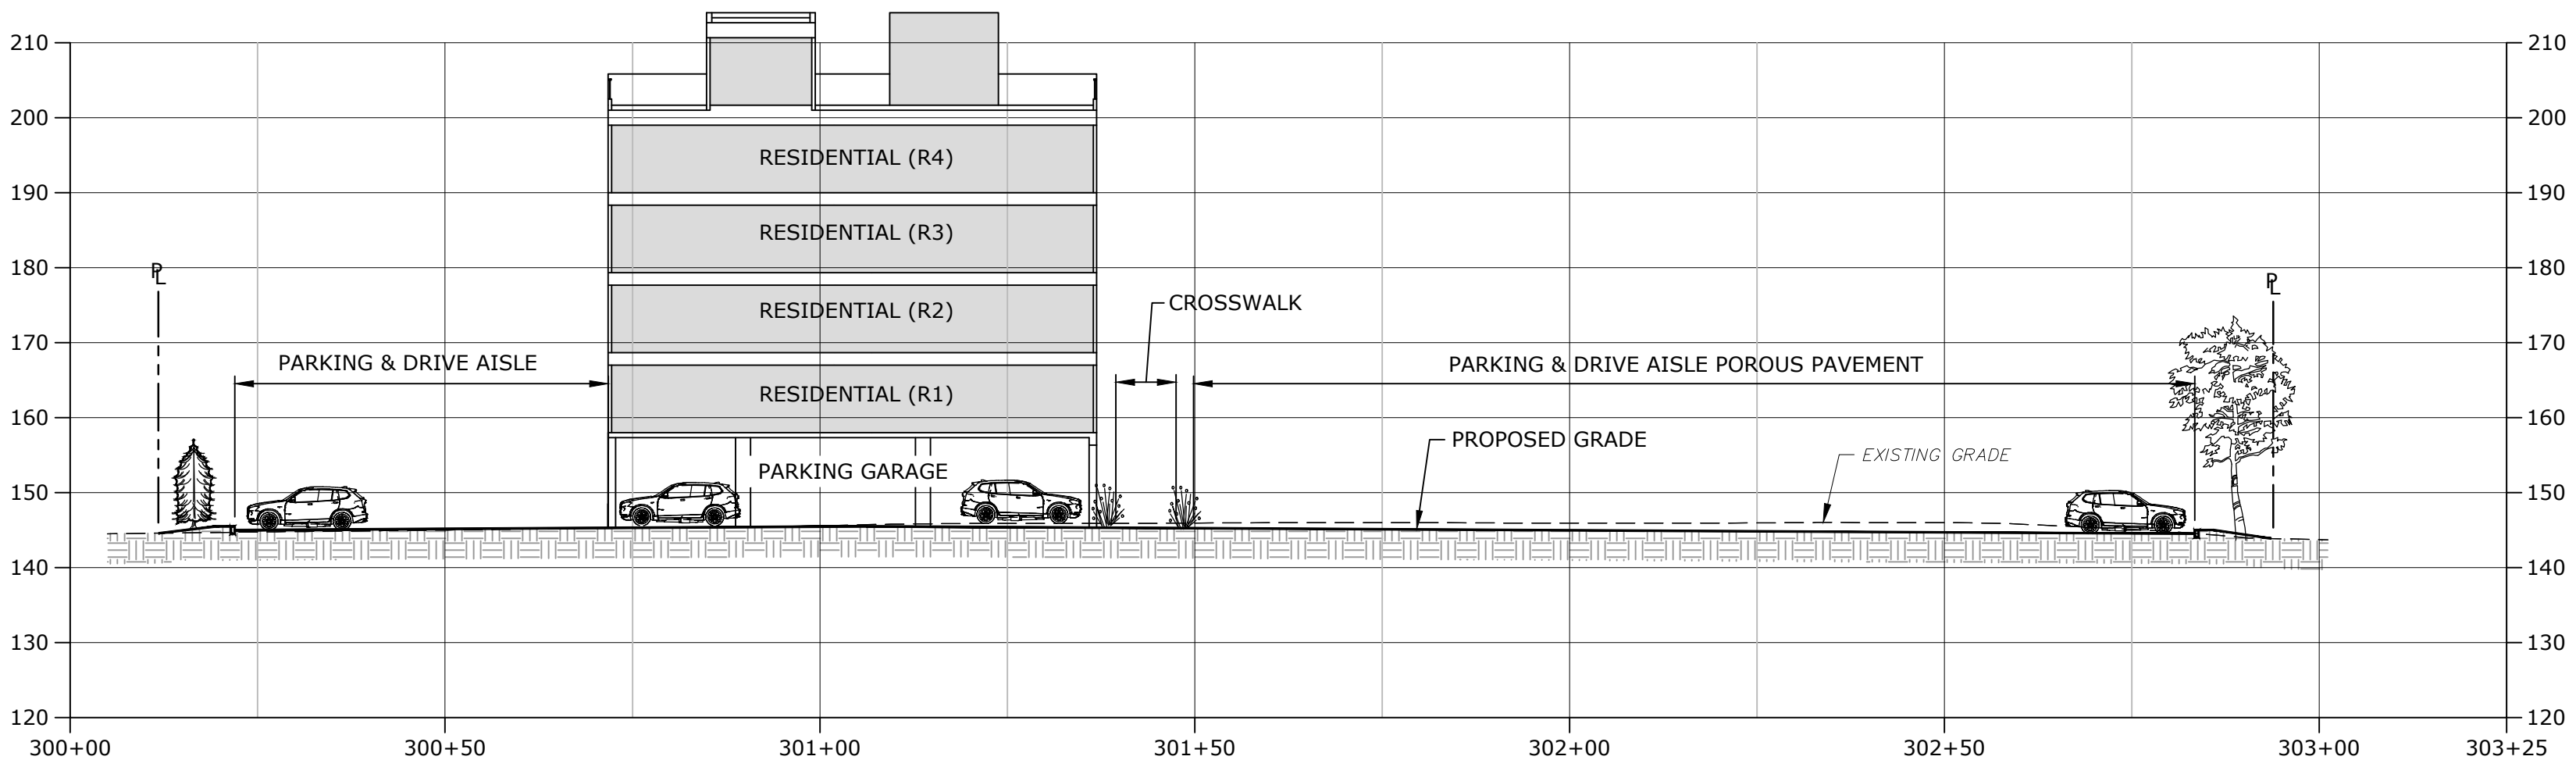 210
210
200
200
RESIDENTIAL (R4)
190
190
RESIDENTIAL (R3)
180
180
PL
PL
RESIDENTIAL (R2)
CROSSWALK
170
170
PARKING & DRIVE AISLE
PARKING & DRIVE AISLE POROUS PAVEMENT
RESIDENTIAL (R1)
160
160
PROPOSED GRADE
EXISTING GRADE
PARKING GARAGE
150
150
140
140
130
130
120
120
300+00
300+50
301+00
301+50
302+00
302+50
303+00
303+25